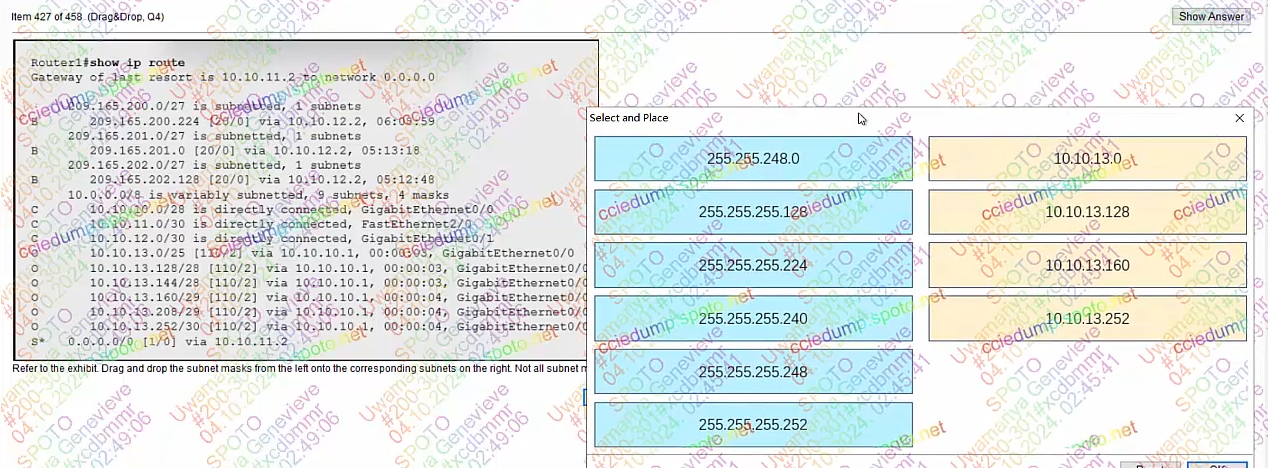 Item 427 of 458 (Drag&Drop, Q4)
Show Answer
Router1#show ip route
Gateway of last resort is 10.10.11.2 to network 0.0.0.0
209.165.200.0/27 is subnetted, 1 subnets
B 209.165.200.224 [20/0] via 10.10.12.2, 06:03:59
209.165.201.0/27 is subnetted, 1 subnets
B 209.165.201.0 [20/0] via 10.10.12.2, 05:13:18
209.165.202.0/27 is subnetted, 1 subnets
B 209.165.202.128 [20/0] via 10.10.12.2, 05:12:48
10.0.0.0/8 is variably subnetted, 9 subnets, 4 masks
C 10.10.10.0/28 is directly connected, GigabitEthernet0/0
C 10.10.11.0/30 is directly connected, FastEthernet2/0
C 10.10.12.0/30 is directly connected, GigabitEthernet0/1
O 10.10.13.0/25 [110/2] via 10.10.10.1, 00:00:03, GigabitEthernet0/0
O 10.10.13.128/28 [110/2] via 10.10.10.1, 00:00:03, GigabitEthernet0/0
O 10.10.13.144/28 [110/2] via 10.10.10.1, 00:00:03, GigabitEthernet0/0
O 10.10.13.160/29 [110/2] via 10.10.10.1, 00:00:04, GigabitEthernet0/0
O 10.10.13.208/29 [110/2] via 10.10.10.1, 00:00:04, GigabitEthernet0/0
O 10.10.13.252/30 [110/2] via 10.10.10.1, 00:00:04, GigabitEthernet0/0
S* 0.0.0.0/0 [1/0] via 10.10.11.2
Refer to the exhibit. Drag and drop the subnet masks from the left onto the corresponding subnets on the right. Not all subnet
Select and Place
255.255.248.0
255.255.255.128
255.255.255.224
255.255.255.240
255.255.255.248
255.255.255.252
10.10.13.0
10.10.13.128
10.10.13.160
10.10.13.252
cciedump.spoto.net
SPOTO
Genevieve